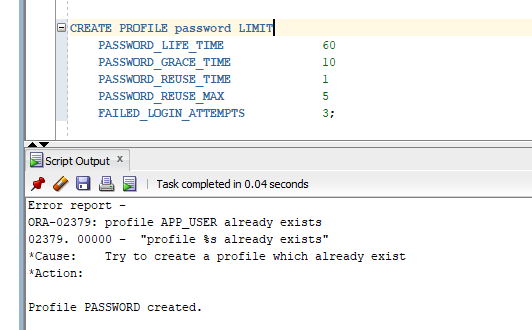 CREATE PROFILE password LIMIT
PASSWORD_LIFE_TIME 60
PASSWORD_GRACE_TIME 10
PASSWORD_REUSE_TIME 1
PASSWORD_REUSE_MAX 5
FAILED_LOGIN_ATTEMPTS 3;
Script Output x
Task completed in 0.04 seconds
Error report -
ORA-02379: profile APP_USER already exists
02379. 00000 - "profile %s already exists"
*Cause: Try to create a profile which already exist
*Action:
Profile PASSWORD created.